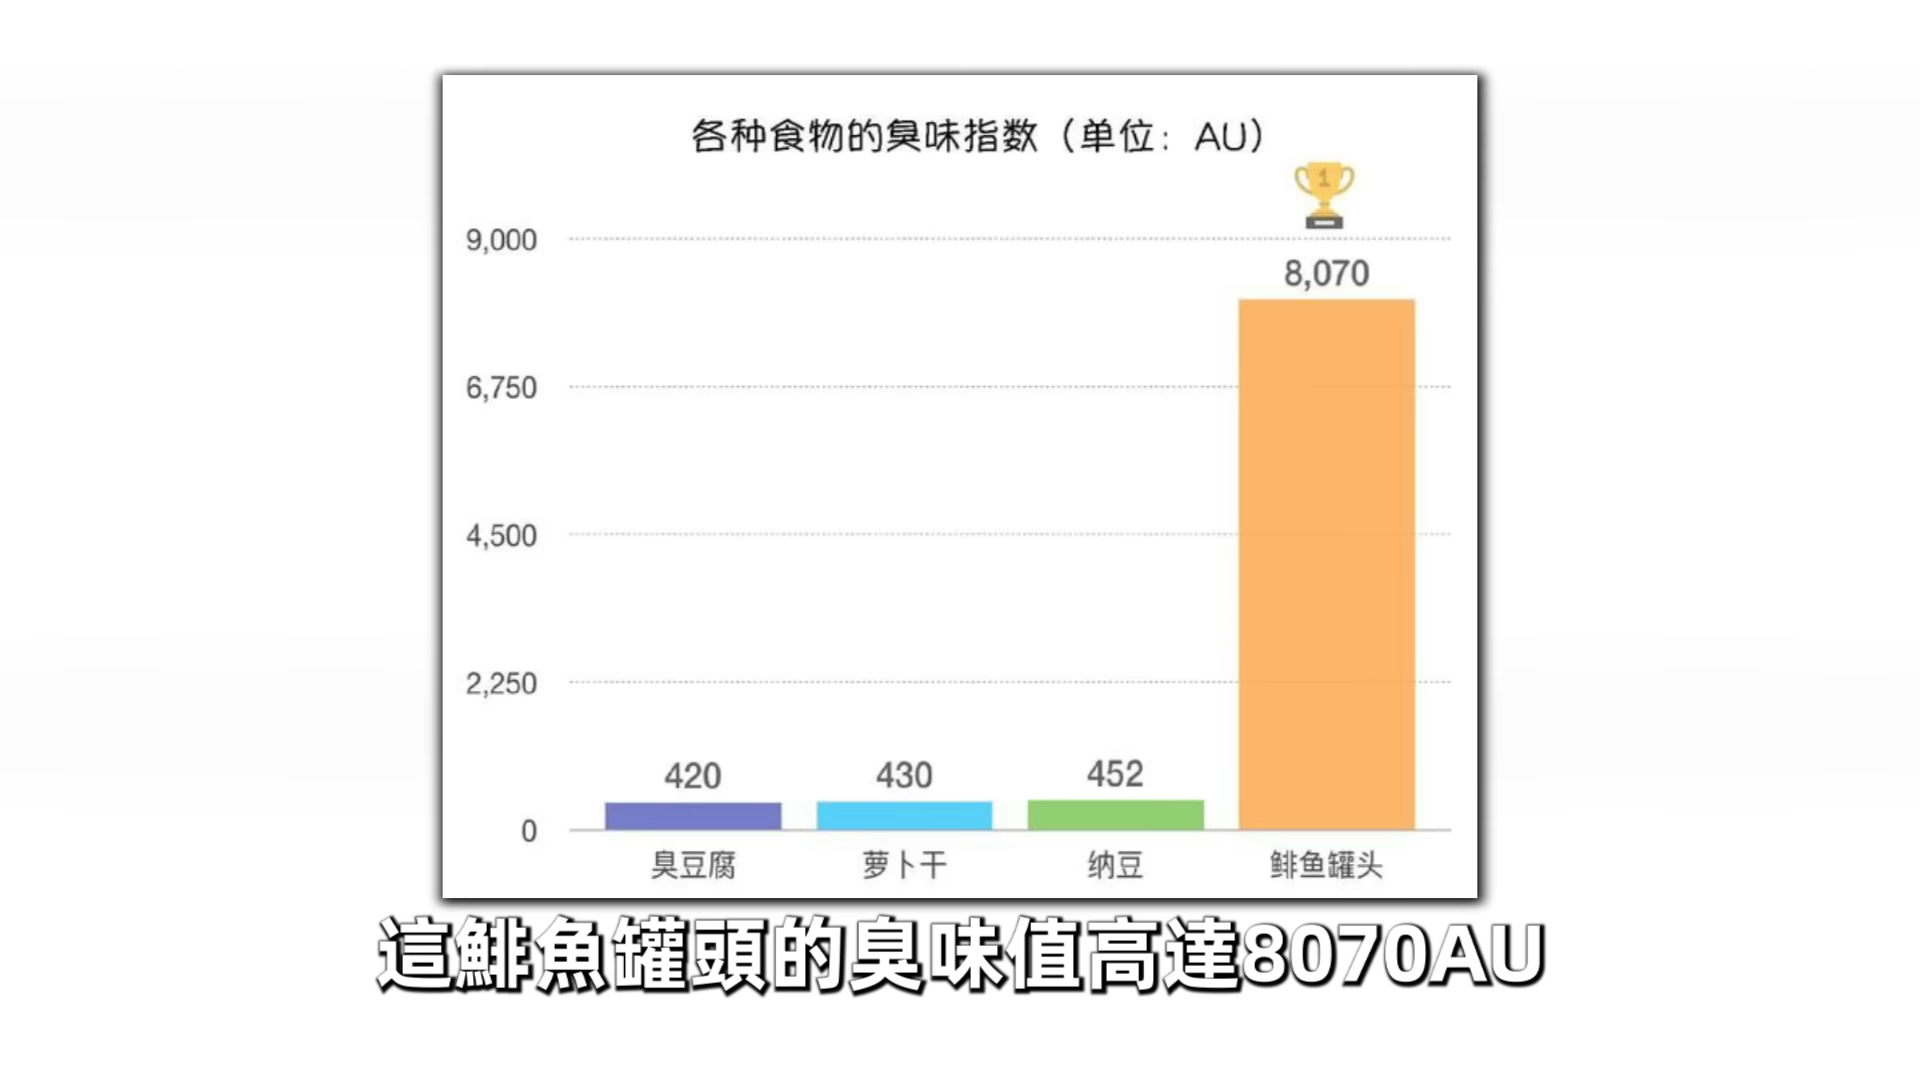 各种食物的臭味指数（单位：AU）
1
9,000
8,070
6,750
4,500
2,250
420
430
452
0
臭豆腐
萝卜干
纳豆
鲱鱼罐头
這鯡魚罐頭的臭味值高達8070AU